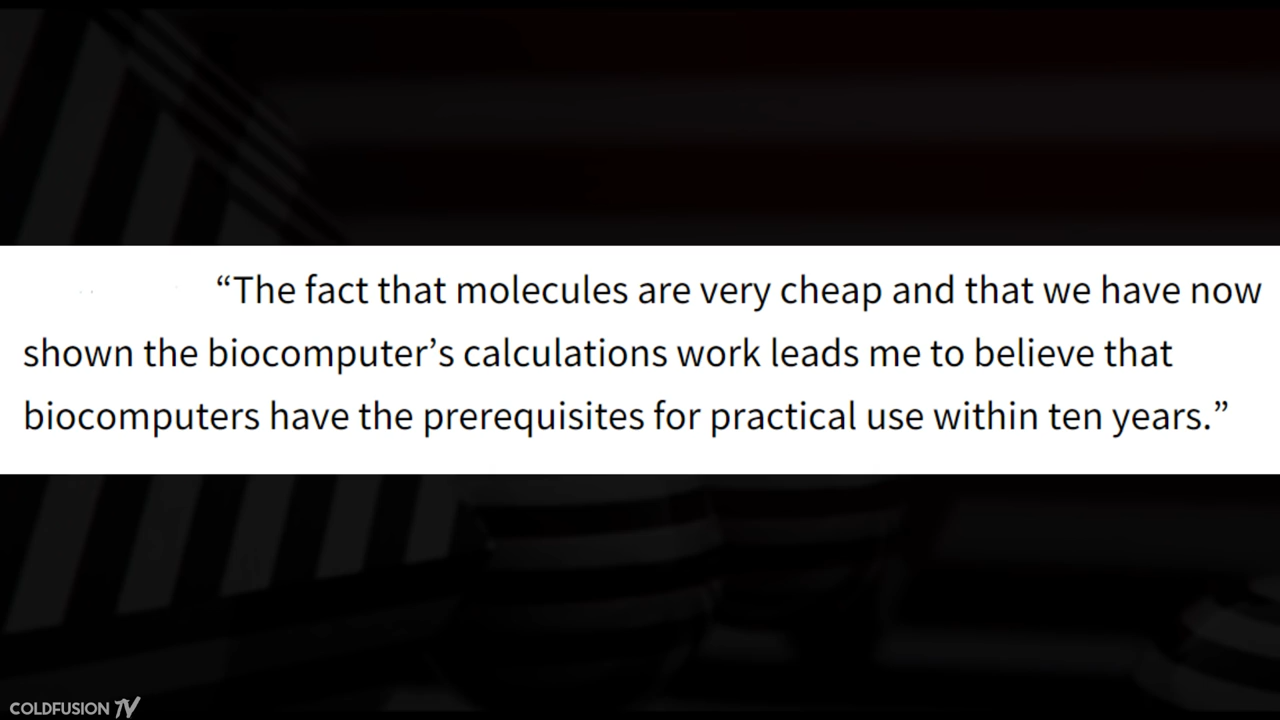 “The fact that molecules are very cheap and that we have now
shown the biocomputer’s calculations work leads me to believe that
biocomputers have the prerequisites for practical use within ten years.”
COLDFUSION TV